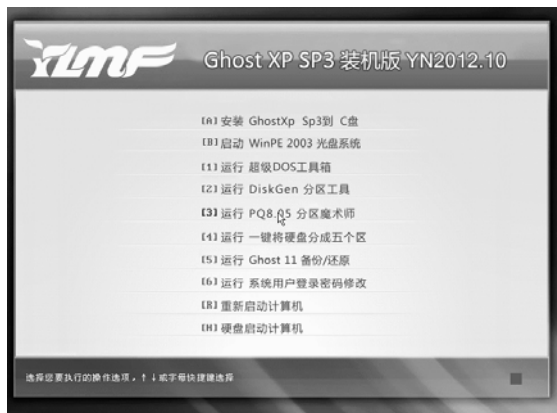 YLMF
Ghost XP SP3 装机版 YN2012.10
[A] 安装 GhostXp Sp3到 C盘
[B] 启动 WinPE 2003 光盘系统
[1] 运行 超级DOS工具箱
[2] 运行 DiskGen 分区工具
[3] 运行 PQ8.05 分区魔术师
[4] 运行 一键将硬盘分成五个区
[5] 运行 Ghost 11 备份/还原
[6] 运行 系统用户登录密码修改
[R] 重新启动计算机
[H] 硬盘启动计算机
选择您要执行的操作选项，↑↓或字母快捷键选择